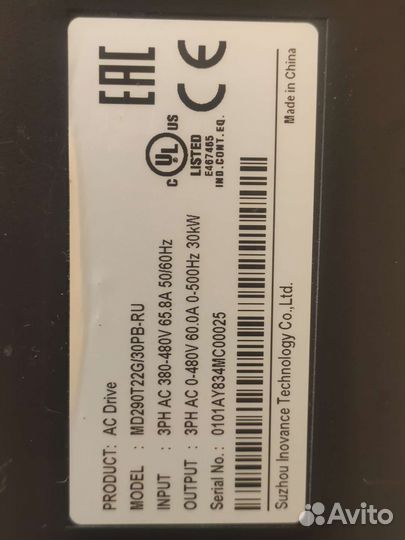 EAC
C UL US
LISTED
E467465
IND.CONT.EQ.
CE
PRODUCT: AC Drive
MODEL : MD290T22G/30PB-RU
INPUT : 3PH AC 380-480V 65.8A 50/60Hz
OUTPUT : 3PH AC 0-480V 60.0A 0-500Hz 30kW
Serial No.: 0101AY834MC00025
Suzhou Inovance Technology Co.,Ltd. Made in China
Avito